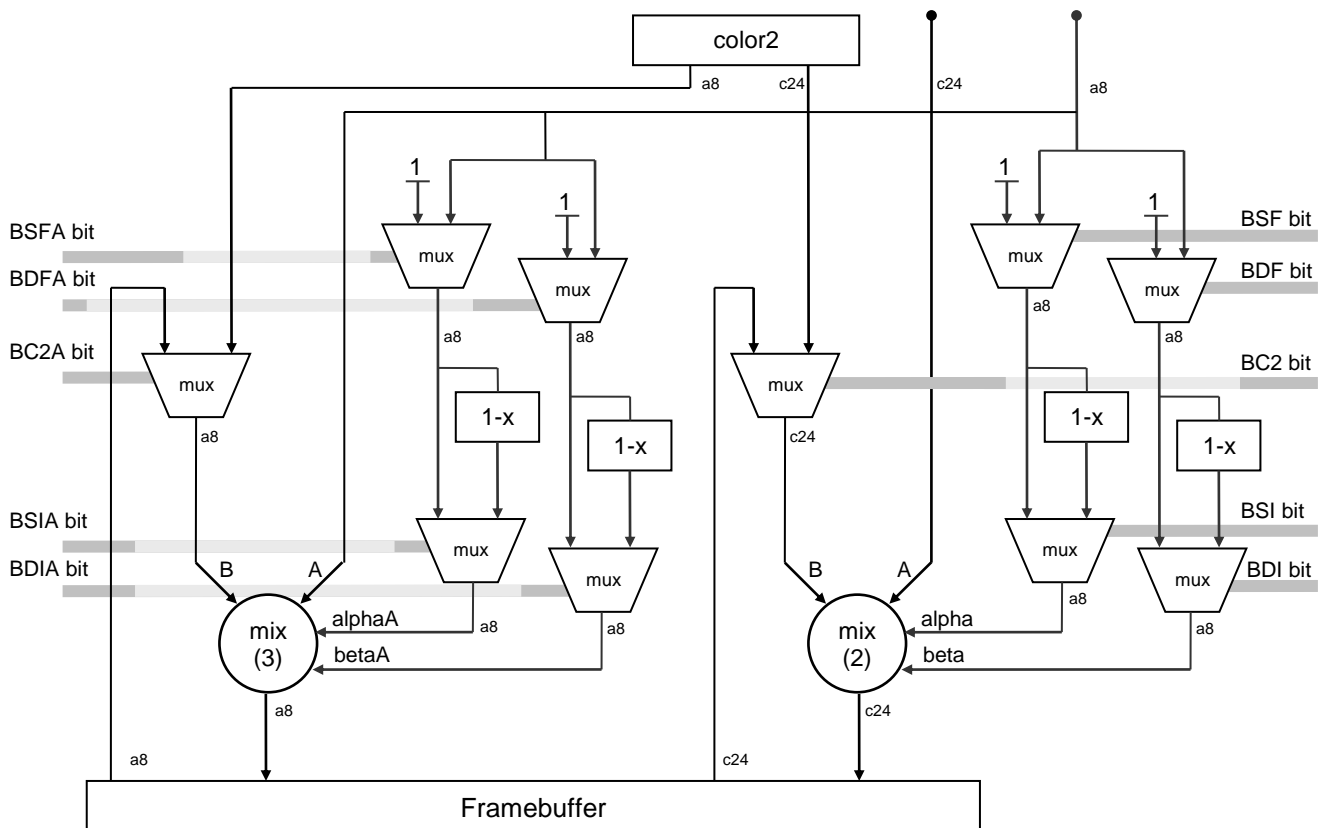 color2
a8
c24
c24
a8
1
1
1
1
BSFA bit
mux
mux
BSF bit
BDFA bit
mux
mux
BDF bit
a8
a8
a8
a8
BC2A bit
mux
mux
BC2 bit
1-x
1-x
1-x
1-x
a8
c24
BSIA bit
mux
mux
BSI bit
BDIA bit
B
A
mux
B
A
mux
BDI bit
mix
(3)
alphaA
a8
a8
mix
(2)
alpha
a8
a8
betaA
beta
a8
c24
a8
c24
Framebuffer